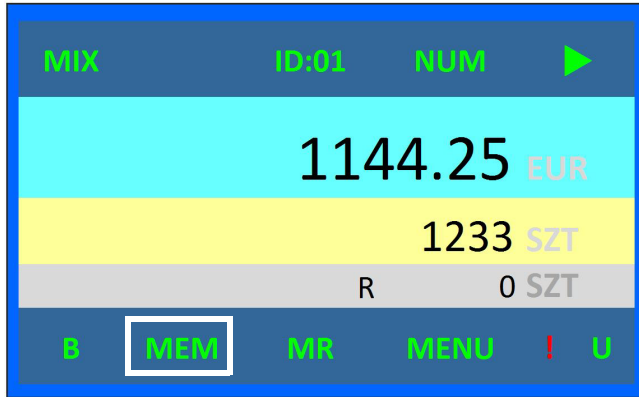 MIX ID:01 NUM
1144.25 EUR
1233 SZT
R 0 SZT
B MEM MR MENU ! U